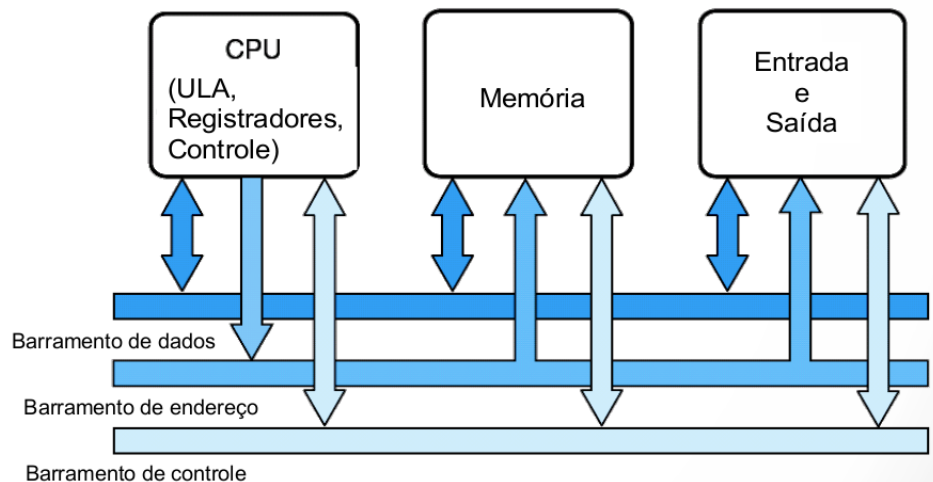 CPU
(ULA,
Registradores,
Controle)
Memória
Entrada
e
Saída
Barramento de dados
Barramento de endereço
Barramento de controle